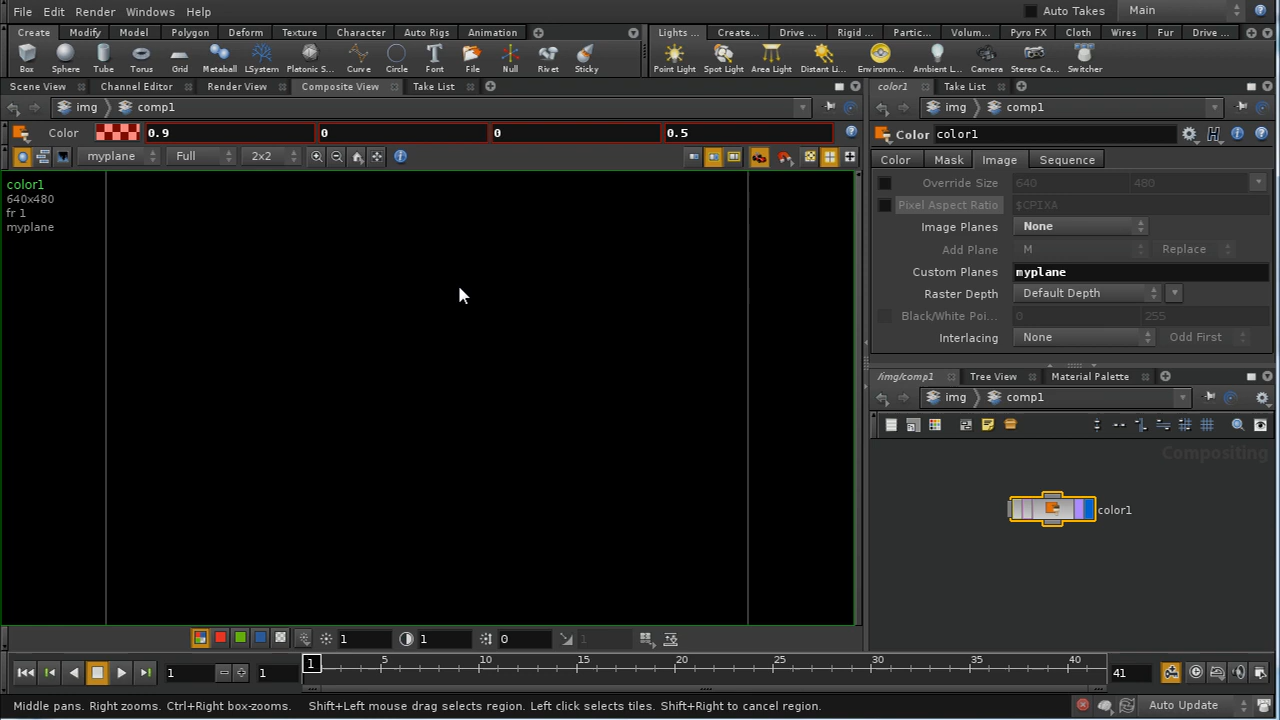 File Edit Render Windows Help Auto Takes Main
Create Modify Model Polygon Deform Texture Character Auto Rigs Animation Lights ... Create... Drive ... Rigid ... Partic... Volum... Pyro FX Cloth Wires Fur Drive ...
Box Sphere Tube Torus Grid Metaball LSystem Platonic S... Curve Circle Font File Null Rivet Sticky Point Light Spot Light Area Light Distant Li... Environm... Ambient L... Camera Stereo Ca... Switcher
Scene View Channel Editor Render View Composite View Take List color1 Take List
img comp1 img comp1
Color 0.9 0 0 0.5 Color color1
myplane Full 2x2 Color Mask Image Sequence
color1
640x480
fr 1
myplane
Override Size 640 480
Pixel Aspect Ratio $CPIXA
Image Planes None
Add Plane M Replace
Custom Planes myplane
Raster Depth Default Depth
Black/White Poi... 0 255
Interlacing None Odd First
/img/comp1 Tree View Material Palette
img comp1
Compositing
color1
1 1 0 1
1 1 1 5 10 15 20 25 30 35 40 41
Middle pans. Right zooms. Ctrl+Right box-zooms. Shift+Left mouse drag selects region. Left click selects tiles. Shift+Right to cancel region. Auto Update